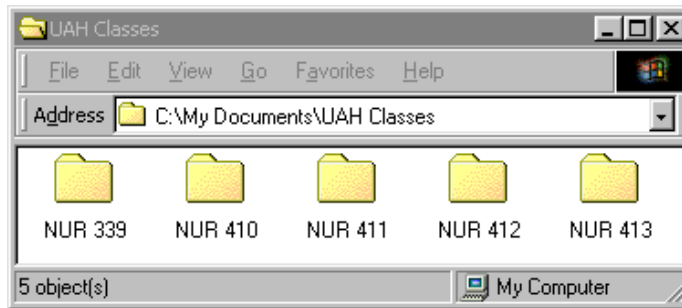 UAH Classes
File Edit View Go Favorites Help
Address C:\My Documents\UAH Classes
NUR 339 NUR 410 NUR 411 NUR 412 NUR 413
5 object(s) My Computer